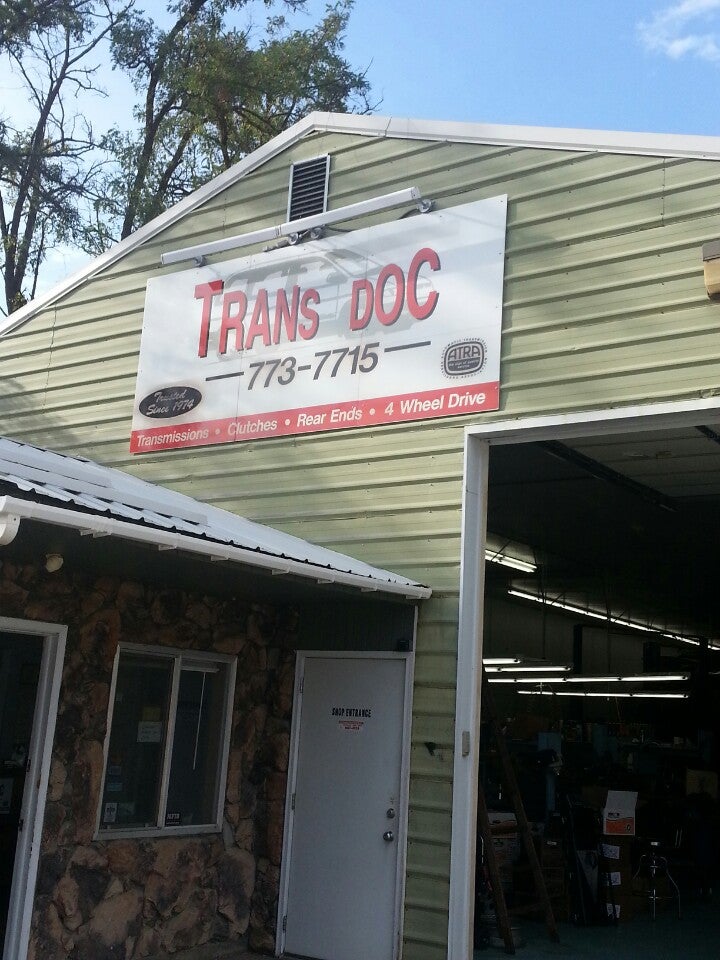 TRANS DOC
773-7715
ATRA
Trusted
Since 1974
Transmissions • Clutches • Rear Ends • 4 Wheel Drive
SHOP ENTRANCE